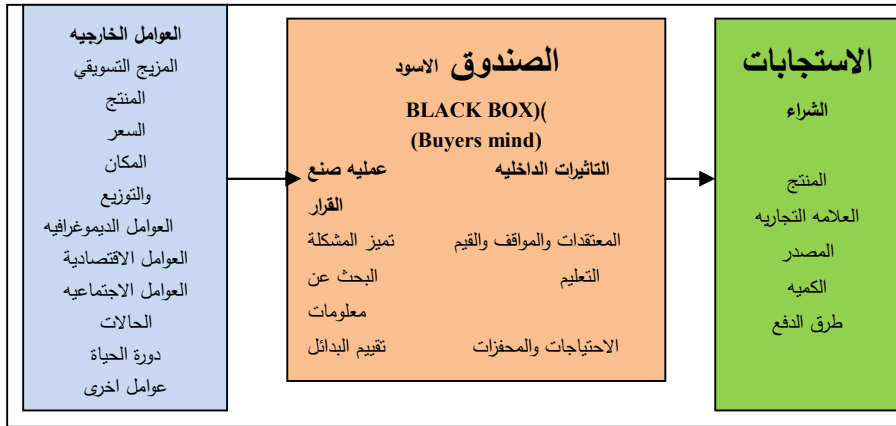 العوامل الخارجيه
المزيج التسويقي
المنتج
السعر
المكان
والتوزيع
العوامل الديموغرافيه
العوامل الاقتصادية
العوامل الاجتماعيه
الحالات
دورة الحياة
عوامل اخرى
الصندوق الاسود
BLACK BOX)(
(Buyers mind)
التاثيرات الداخليه
المعتقدات والمواقف والقيم
التعليم
الاحتياجات والمحفزات
عمليه صنع
القرار
تميز المشكلة
البحث عن
معلومات
تقييم البدائل
الاستجابات
الشراء
المنتج
العلامه التجاريه
المصدر
الكميه
طرق الدفع